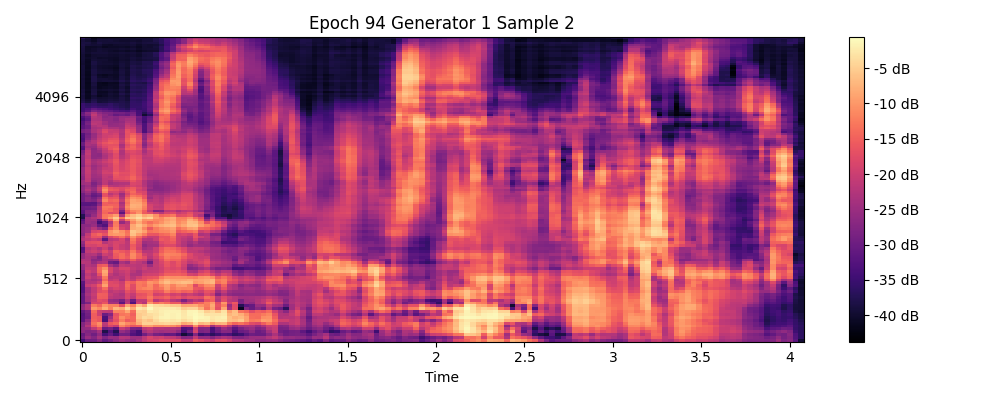 Epoch 94 Generator 1 Sample 2
Hz
4096
2048
1024
512
0
0 0.5 1 1.5 2 2.5 3 3.5 4
Time
-5 dB
-10 dB
-15 dB
-20 dB
-25 dB
-30 dB
-35 dB
-40 dB